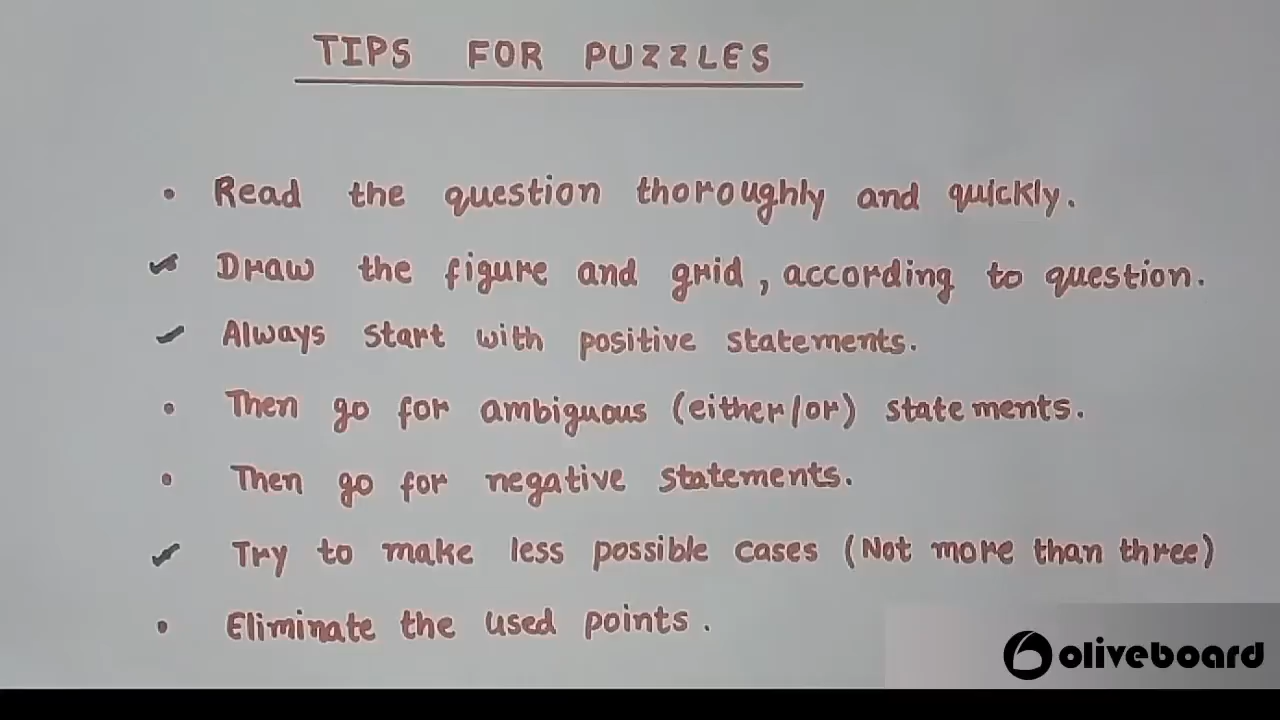 TIPS FOR PUZZLES
• Read the question thoroughly and quickly.
✓ Draw the figure and grid, according to question.
✓ Always start with positive statements.
• Then go for ambiguous (either/or) statements.
• Then go for negative statements.
✓ Try to make less possible cases (Not more than three)
• Eliminate the used points.
oliveboard